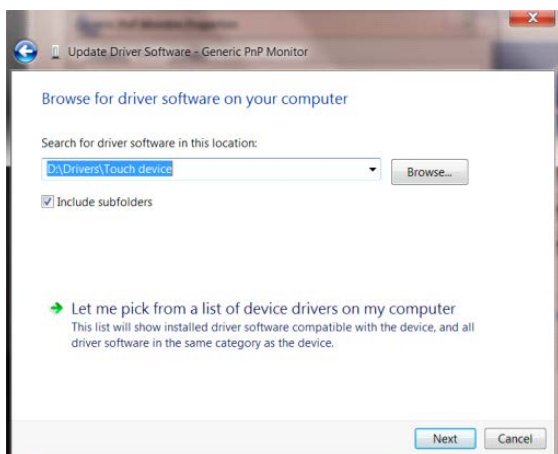 Update Driver Software - Generic PnP Monitor
Browse for driver software on your computer
Search for driver software in this location:
D:\Drivers\Touch device
Browse...
Include subfolders
Let me pick from a list of device drivers on my computer
This list will show installed driver software compatible with the device, and all
driver software in the same category as the device.
Next
Cancel